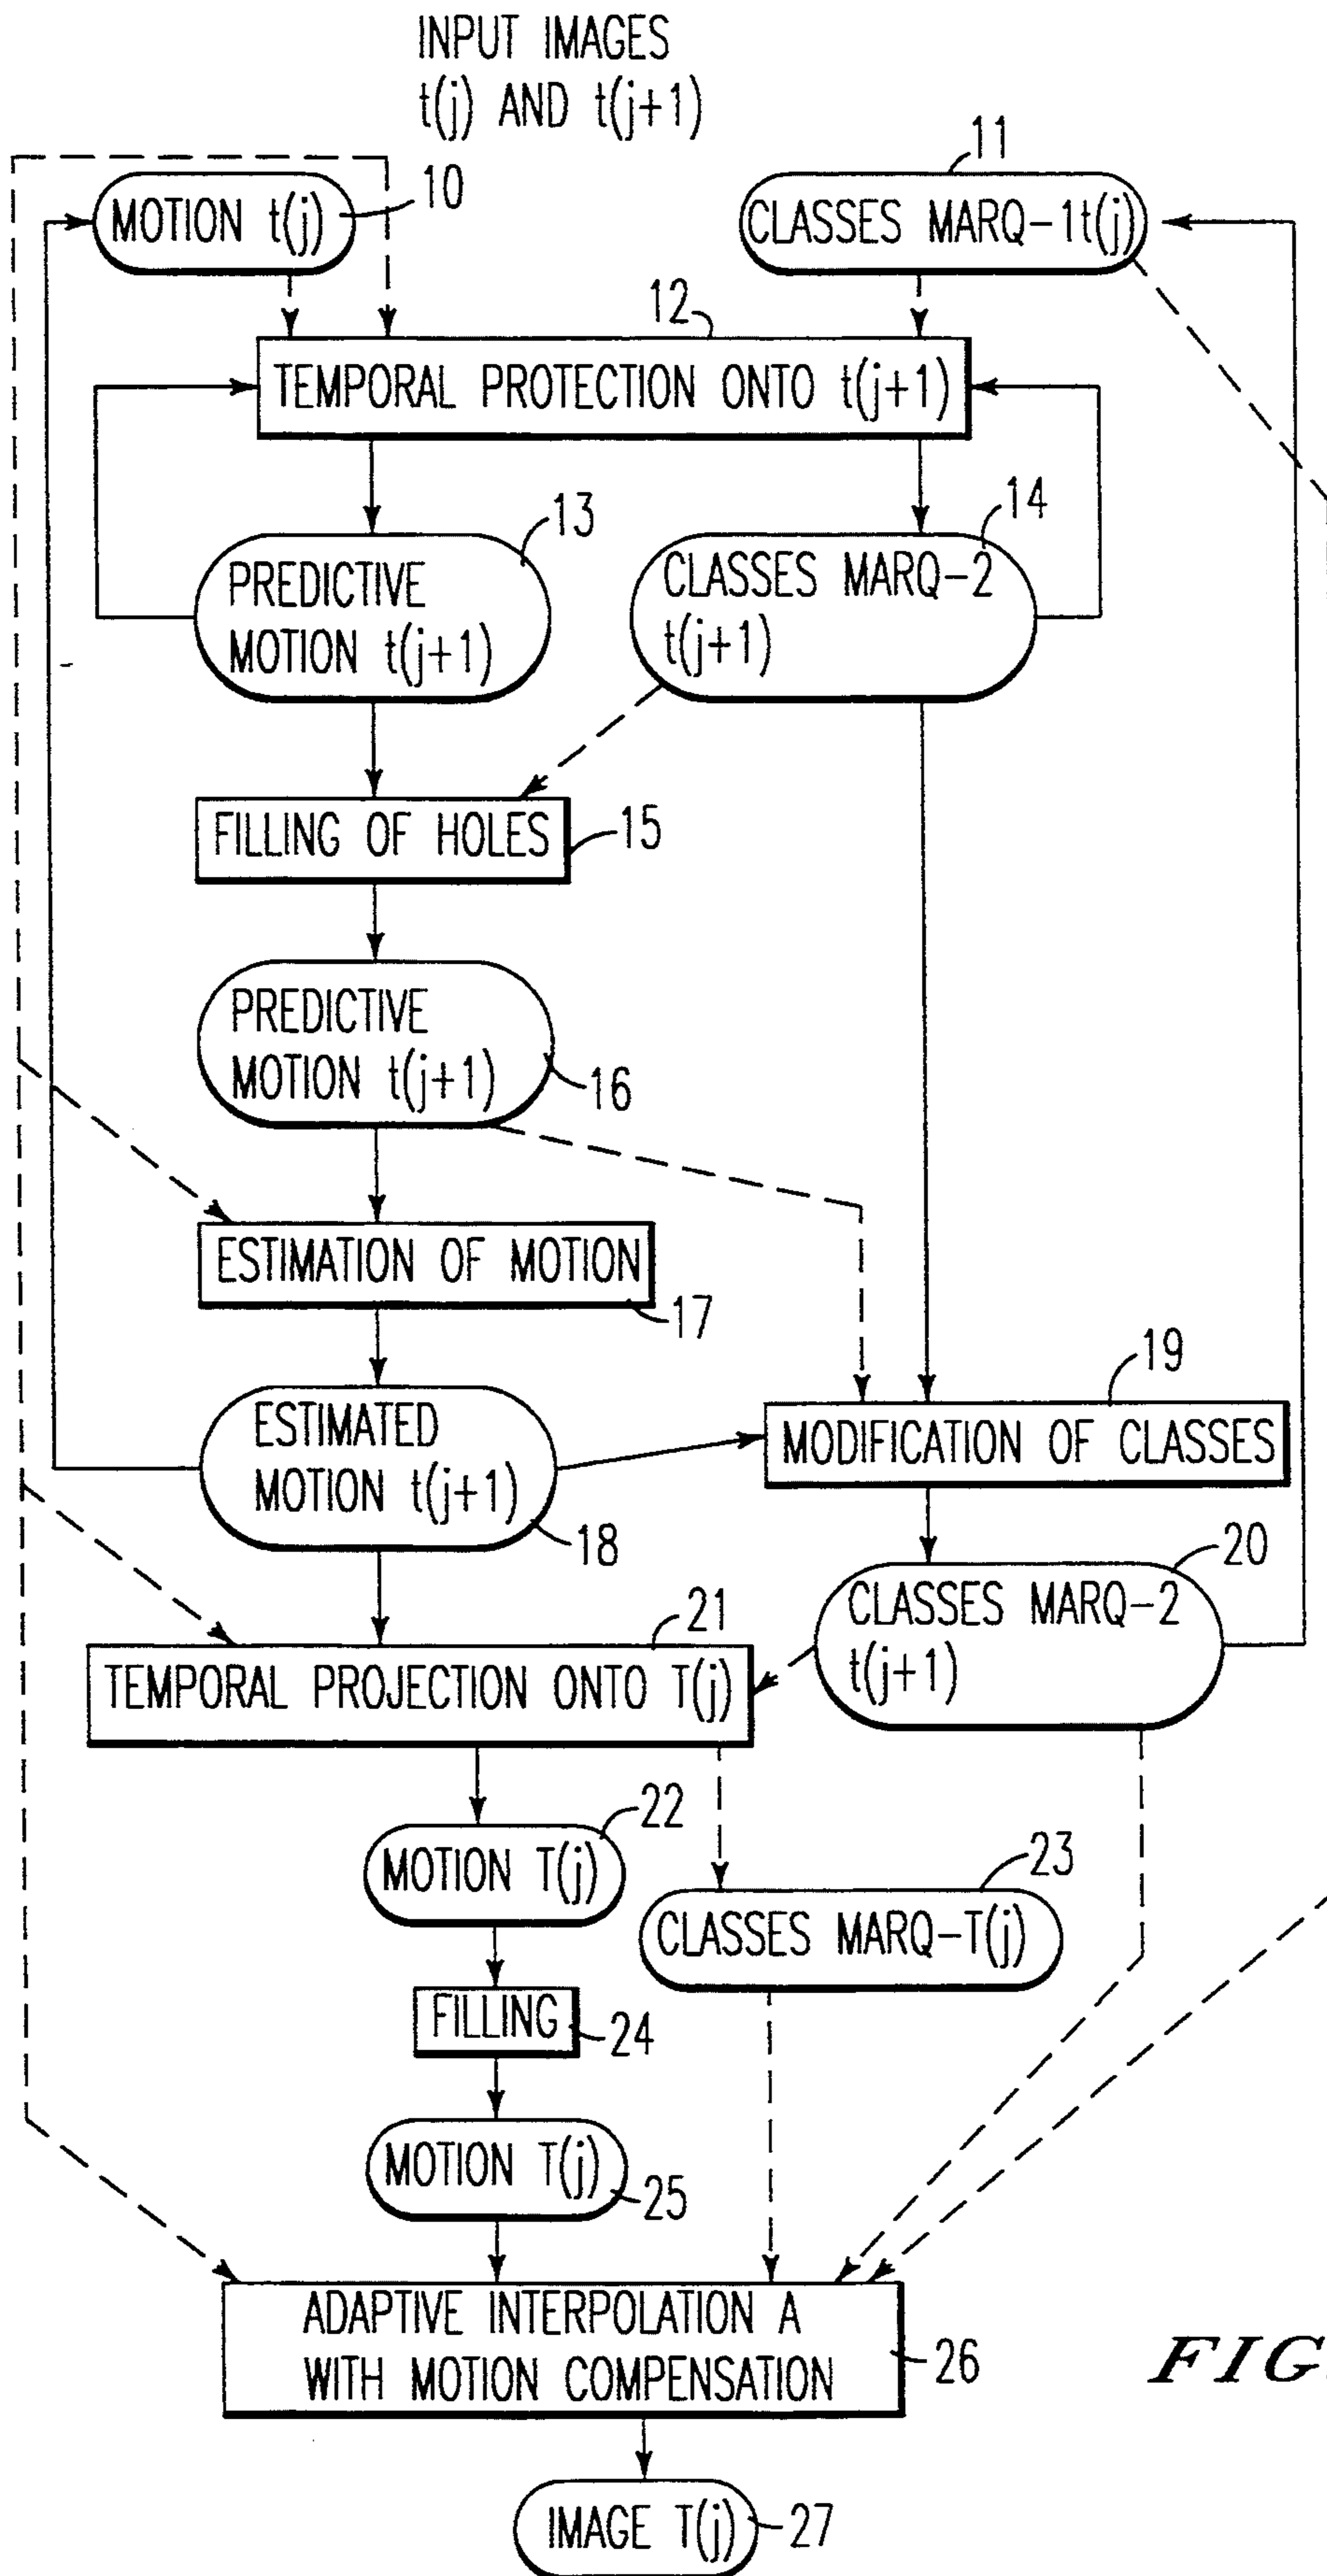 INPUT IMAGES
t(j) AND t(j+1)
MOTION t(j)
10
11
CLASSES MARQ-1t(j)
12
TEMPORAL PROTECTION ONTO t(j+1)
13
PREDICTIVE
MOTION t(j+1)
14
CLASSES MARQ-2
t(j+1)
FILLING OF HOLES
15
PREDICTIVE
MOTION t(j+1)
16
ESTIMATION OF MOTION
17
ESTIMATED
MOTION t(j+1)
18
19
MODIFICATION OF CLASSES
20
CLASSES MARQ-2
t(j+1)
21
TEMPORAL PROJECTION ONTO T(j)
22
MOTION T(j)
23
CLASSES MARQ-T(j)
FILLING
24
MOTION T(j)
25
ADAPTIVE INTERPOLATION A
WITH MOTION COMPENSATION
26
FIG.
IMAGE T(j)
27